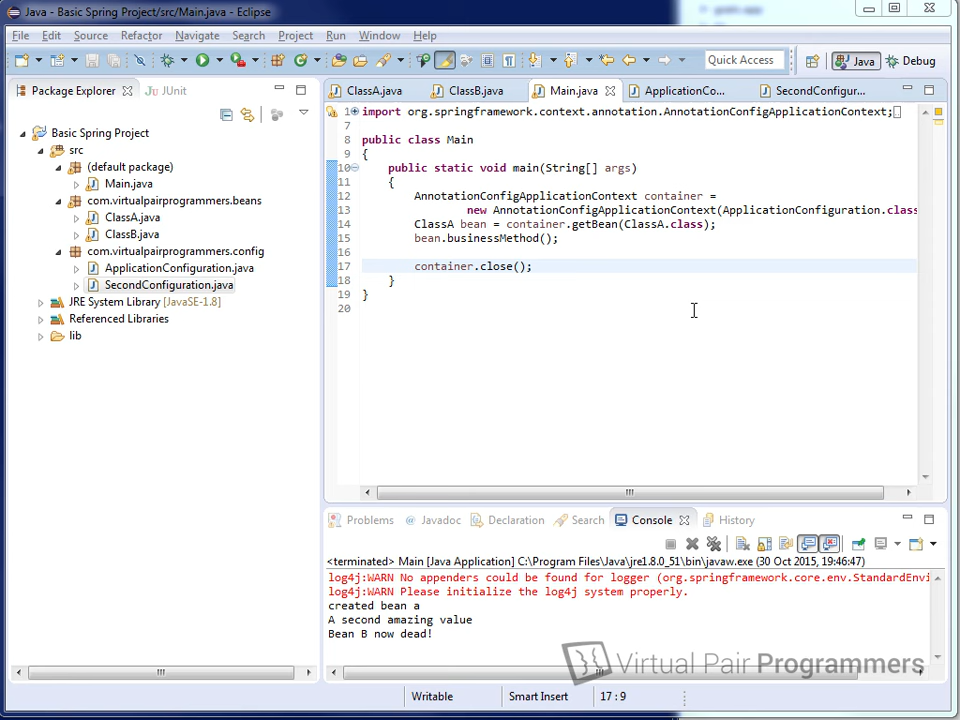 Java - Basic Spring Project/src/Main.java - Eclipse
File Edit Source Refactor Navigate Search Project Run Window Help
Quick Access Java Debug
Package Explorer JUnit
Basic Spring Project
src
(default package)
Main.java
com.virtualpairprogrammers.beans
ClassA.java
ClassB.java
com.virtualpairprogrammers.config
ApplicationConfiguration.java
SecondConfiguration.java
JRE System Library [JavaSE-1.8]
Referenced Libraries
lib
ClassA.java ClassB.java Main.java ApplicationCo... SecondConfigur...
1 import org.springframework.context.annotation.AnnotationConfigApplicationContext;
7
8 public class Main
9 {
10 public static void main(String[] args)
11 {
12 AnnotationConfigApplicationContext container =
13 new AnnotationConfigApplicationContext(ApplicationConfiguration.class
14 ClassA bean = container.getBean(ClassA.class);
15 bean.businessMethod();
16
17 container.close();
18 }
19 }
20
Problems Javadoc Declaration Search Console History
<terminated> Main [Java Application] C:\Program Files\Java\jre1.8.0_51\bin\javaw.exe (30 Oct 2015, 19:46:47)
log4j:WARN No appenders could be found for logger (org.springframework.core.env.StandardEnvi
log4j:WARN Please initialize the log4j system properly.
created bean a
A second amazing value
Bean B now dead!
Virtual Pair Programmers
Writable Smart Insert 17 : 9